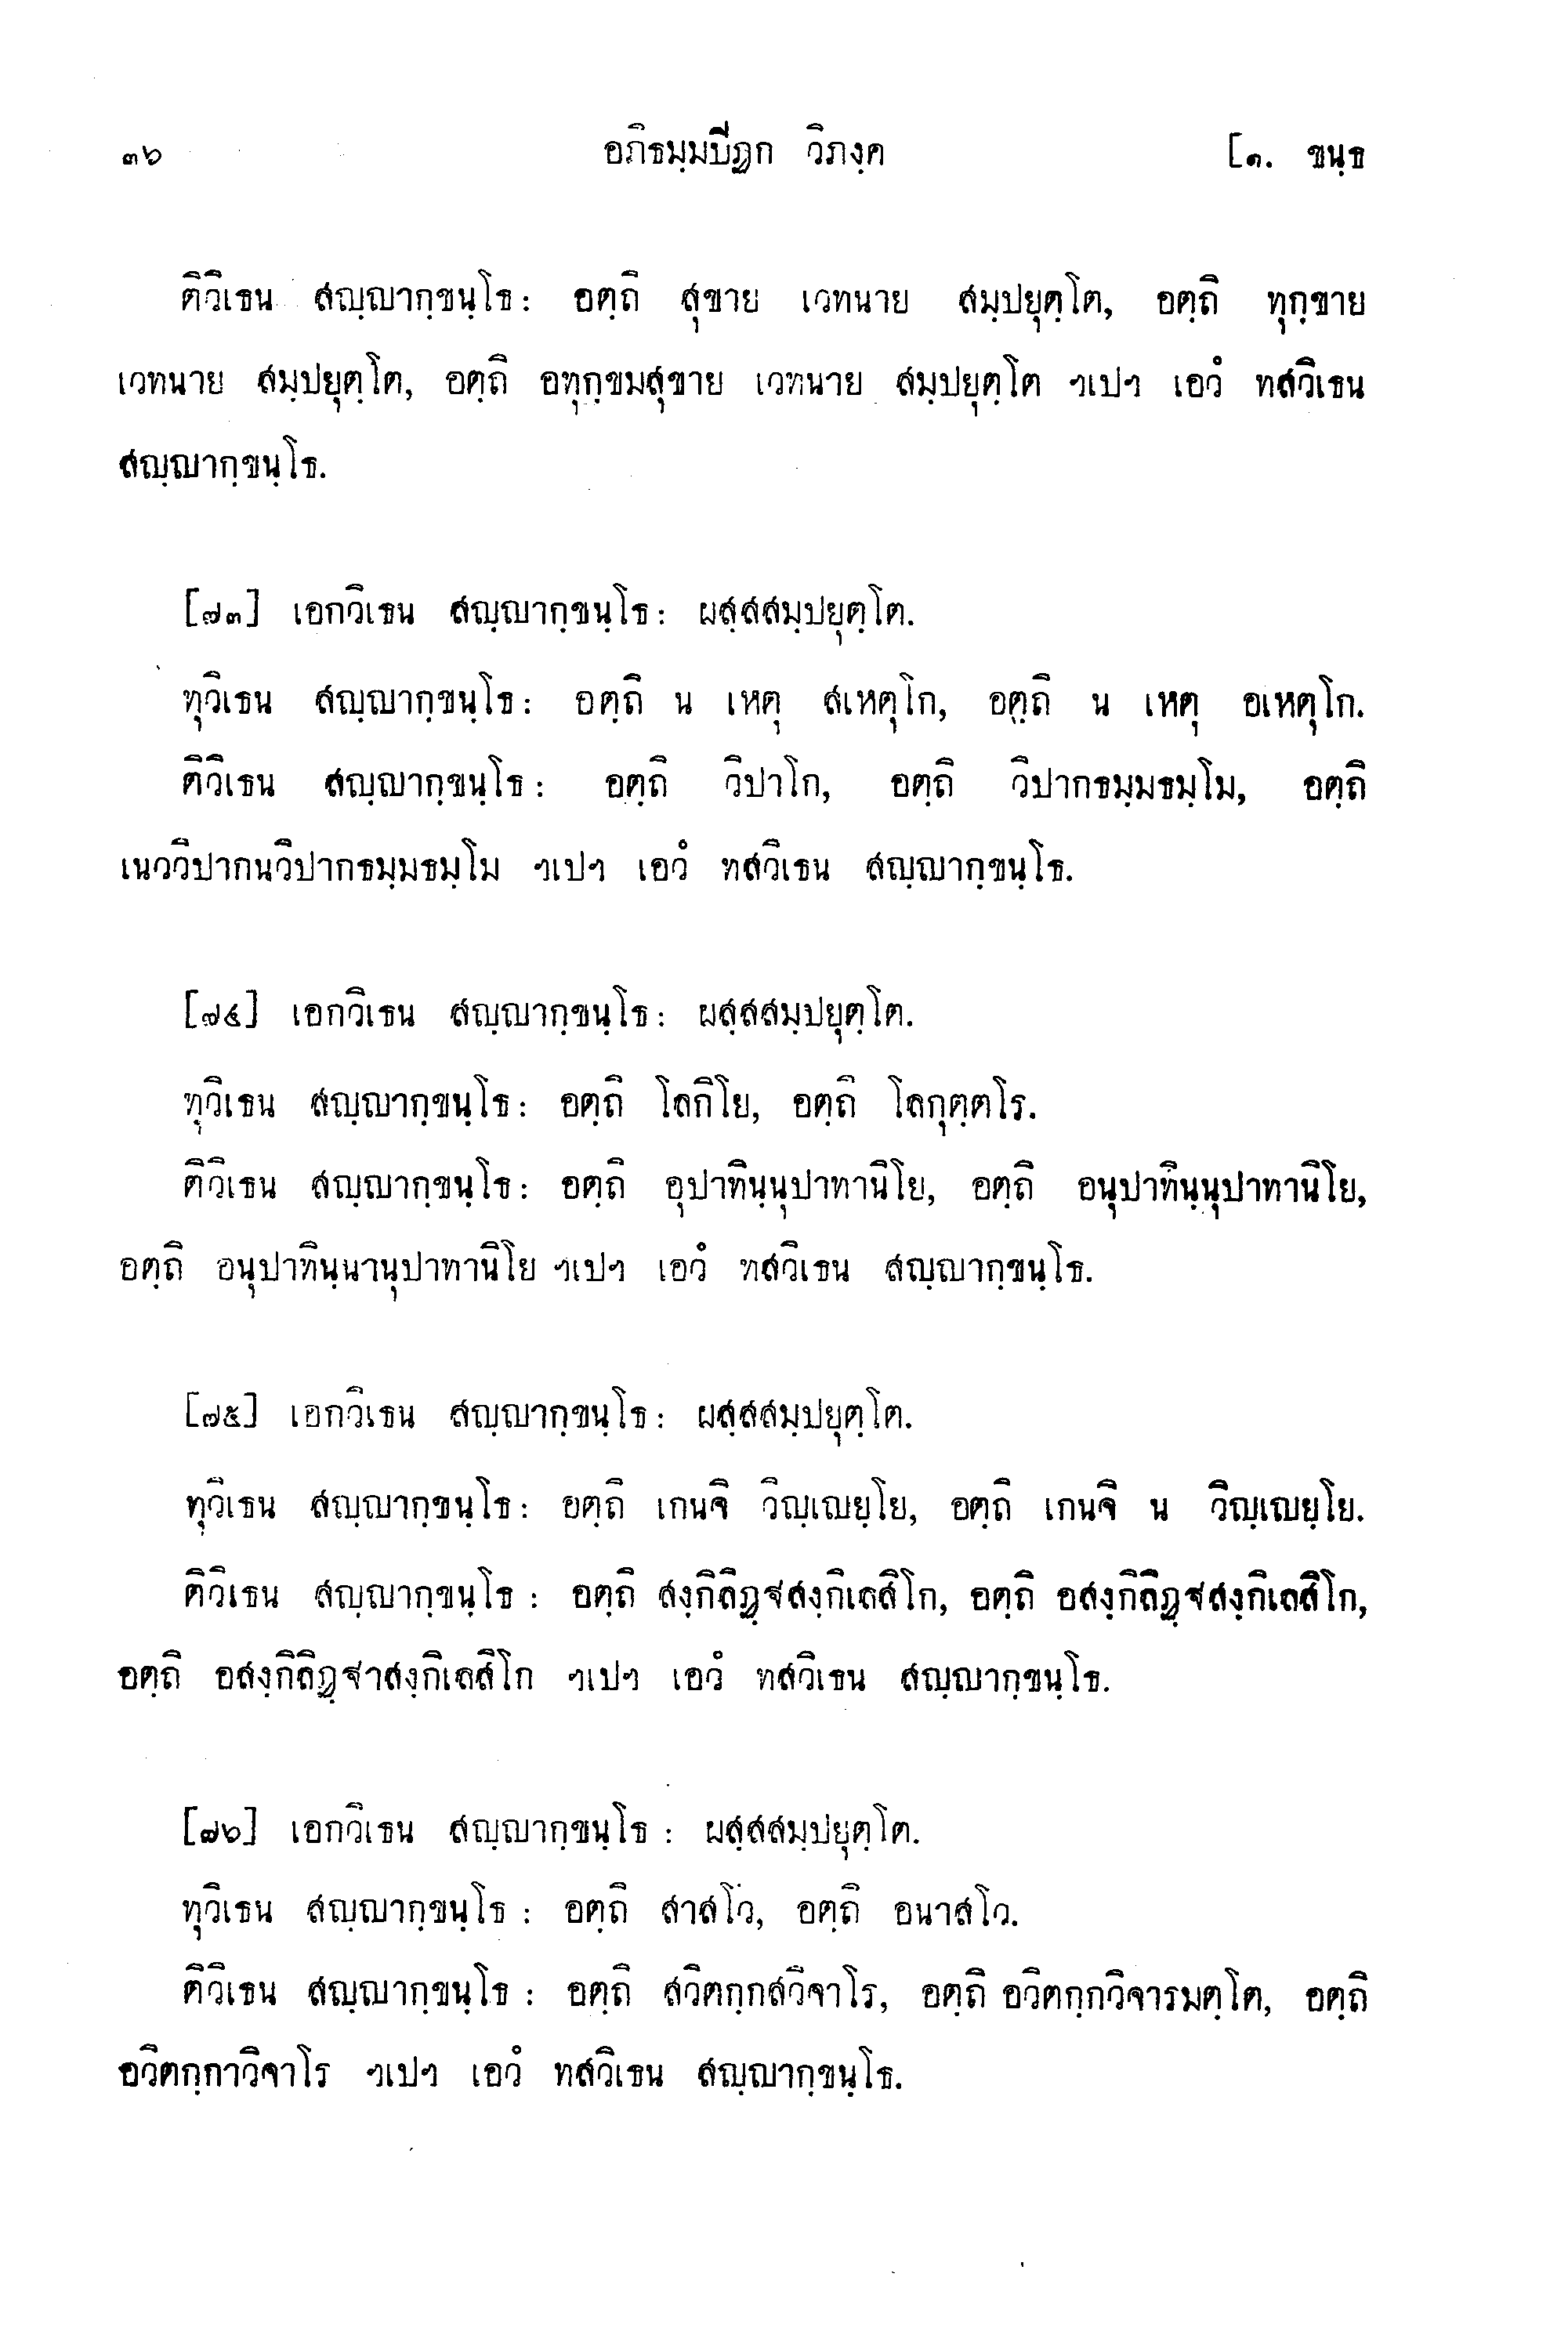 ๓๖ อภิธมฺมปีฏก วิภงฺค [๑. ขนฺธ
ติวิเธน สญฺญากฺขนฺโธ: อตฺถิ สุขาย เวทนาย สมฺปยุตฺโต, อตฺถิ ทุกฺขาย
เวทนาย สมฺปยุตฺโต, อตฺถิ อทุกฺขมสุขาย เวทนาย สมฺปยุตฺโต ฯเปฯ เอวํ ทสวิเธน
สญฺญากฺขนฺโธ.
[๗๓] เอกวิเธน สญฺญากฺขนฺโธ: ผสฺสสมฺปยุตฺโต.
ทุวิเธน สญฺญากฺขนฺโธ: อตฺถิ น เหตุ สเหตุโก, อตฺถิ น เหตุ อเหตุโก.
ติวิเธน สญฺญากฺขนฺโธ: อตฺถิ วิปาโก, อตฺถิ วิปากธมฺมธมฺโม, อตฺถิ
เนววิปากนวิปากธมฺมธมฺโม ฯเปฯ เอวํ ทสวิเธน สญฺญากฺขนฺโธ.
[๗๔] เอกวิเธน สญฺญากฺขนฺโธ: ผสฺสสมฺปยุตฺโต.
ทุวิเธน สญฺญากฺขนฺโธ: อตฺถิ โลกิโย, อตฺถิ โลกุตฺตโร.
ติวิเธน สญฺญากฺขนฺโธ: อตฺถิ อุปาทินฺนุปาทานิโย, อตฺถิ อนุปาทินฺนุปาทานิโย,
อตฺถิ อนุปาทินฺนานุปาทานิโย ฯเปฯ เอวํ ทสวิเธน สญฺญากฺขนฺโธ.
[๗๕] เอกวิเธน สญฺญากฺขนฺโธ: ผสฺสสมฺปยุตฺโต.
ทุวิเธน สญฺญากฺขนฺโธ: อตฺถิ เกนจิ วิญฺเญยฺโย, อตฺถิ เกนจิ น วิญฺเญยฺโย.
ติวิเธน สญฺญากฺขนฺโธ : อตฺถิ สงฺกิลิฏฺฐสงฺกิเลสิโก, อตฺถิ อสงฺกิลิฏฺฐสงฺกิเลสิโก,
อตฺถิ อสงฺกิลิฏฺฐาสงฺกิเลสิโก ฯเปฯ เอวํ ทสวิเธน สญฺญากฺขนฺโธ.
[๗๖] เอกวิเธน สญฺญากฺขนฺโธ : ผสฺสสมฺปยุตฺโต.
ทุวิเธน สญฺญากฺขนฺโธ : อตฺถิ สาสโว, อตฺถิ อนาสโว.
ติวิเธน สญฺญากฺขนฺโธ : อตฺถิ สวิตกฺกสวิจาโร, อตฺถิ อวิตกฺกวิจารมตฺโต, อตฺถิ
อวิตกฺกาวิจาโร ฯเปฯ เอวํ ทสวิเธน สญฺญากฺขนฺโธ.